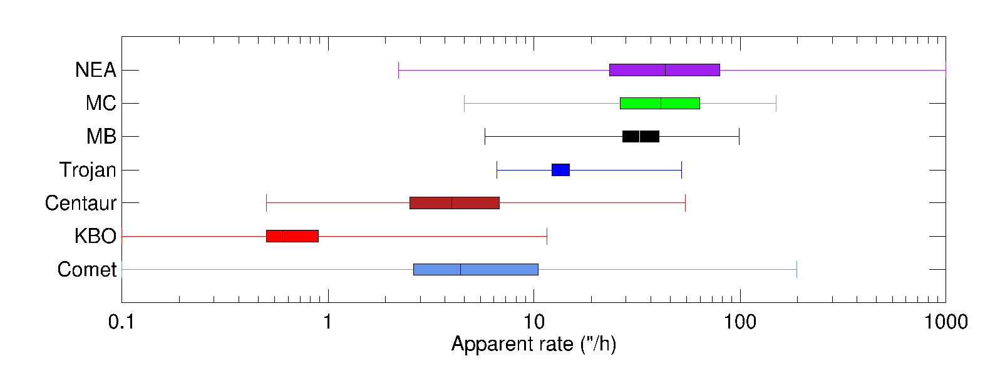 NEA
MC
MB
Trojan
Centaur
KBO
Comet
0.1 1 10 100 1000
Apparent rate ("/h)